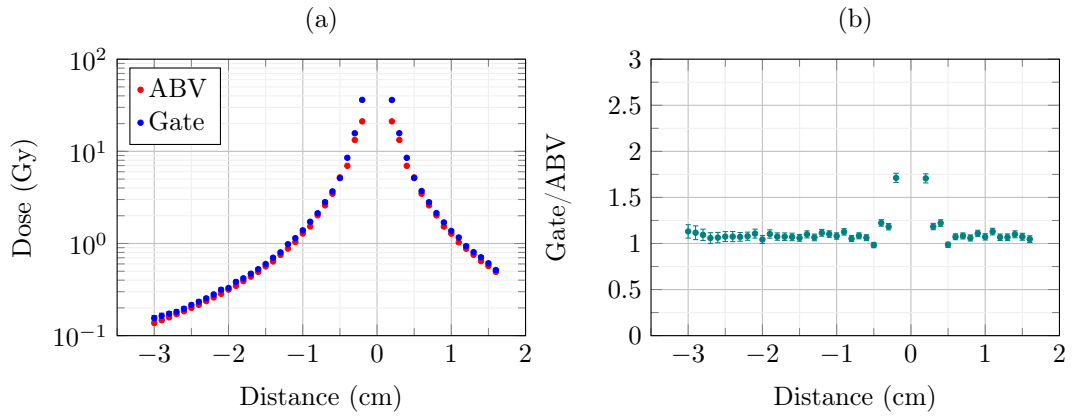 (a)
10^2
10^1
10^0
10^−1
Dose (Gy)
ABV
Gate
−3 −2 −1 0 1 2
Distance (cm)
(b)
3
2.5
2
1.5
1
0.5
0
Gate/ABV
−3 −2 −1 0 1 2
Distance (cm)